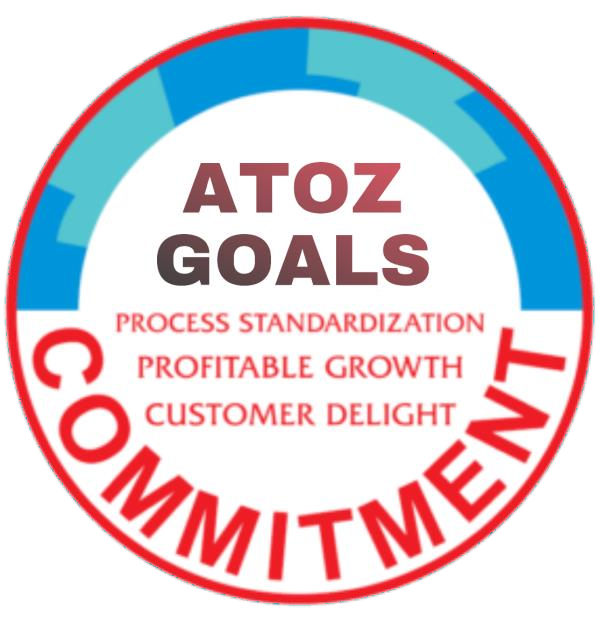 ATOZ
GOALS
PROCESS STANDARDIZATION
PROFITABLE GROWTH
CUSTOMER DELIGHT
COMMITMENT